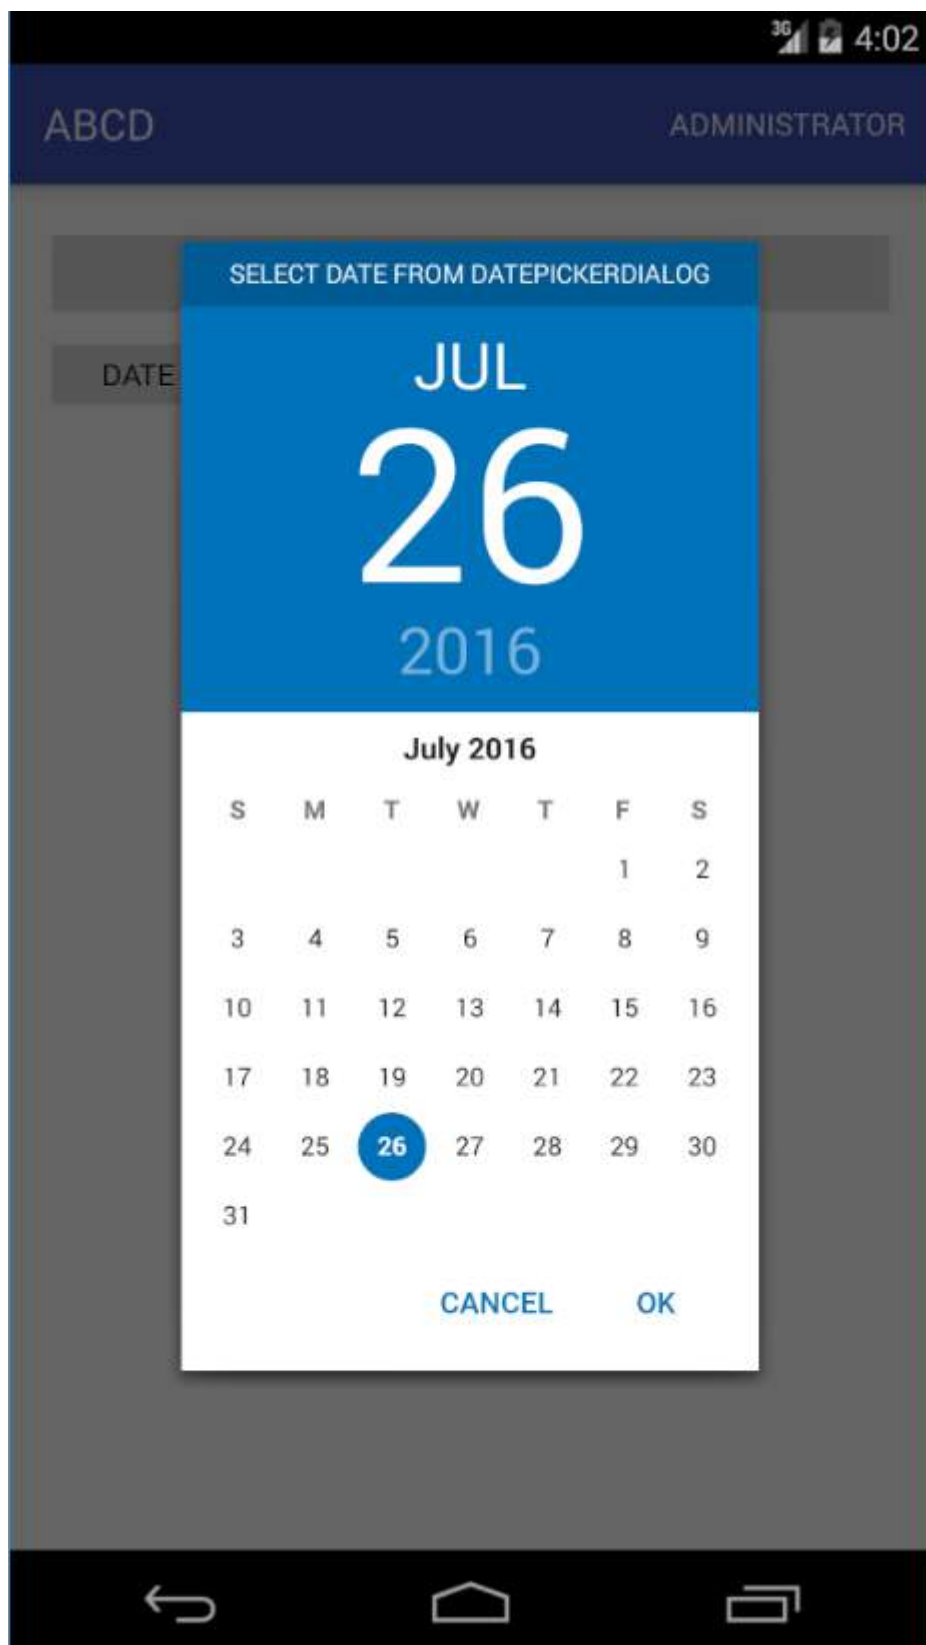 3G 4:02
ABCD ADMINISTRATOR
SELECT DATE FROM DATEPICKERDIALOG
DATE
JUL
26
2016
July 2016
S M T W T F S
1 2
3 4 5 6 7 8 9
10 11 12 13 14 15 16
17 18 19 20 21 22 23
24 25 26 27 28 29 30
31
CANCEL OK